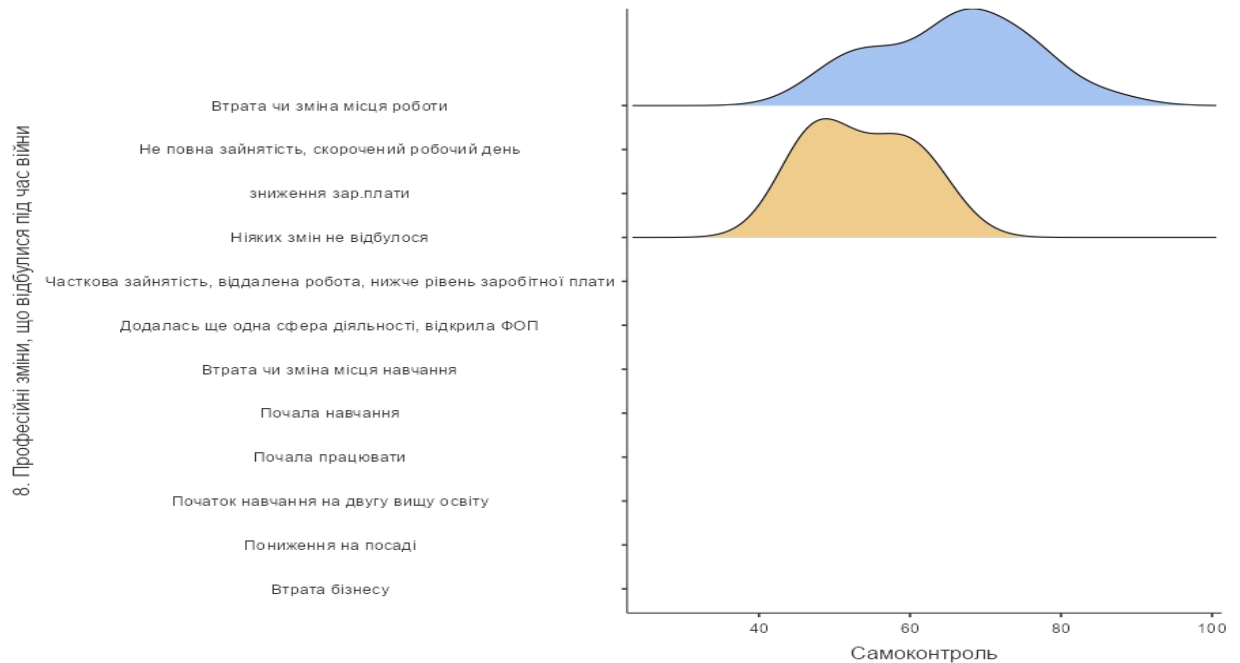 8. Професійні зміни, що відбулися під час війни
Втрата чи зміна місця роботи
Не повна зайнятість, скорочений робочий день
зниження зар.плати
Ніяких змін не відбулося
Часткова зайнятість, віддалена робота, нижче рівень заробітної плати
Додалась ще одна сфера діяльності, відкрила ФОП
Втрата чи зміна місця навчання
Почала навчання
Почала працювати
Початок навчання на двугу вищу освіту
Пониження на посаді
Втрата бізнесу
40 60 80 100
Самоконтроль